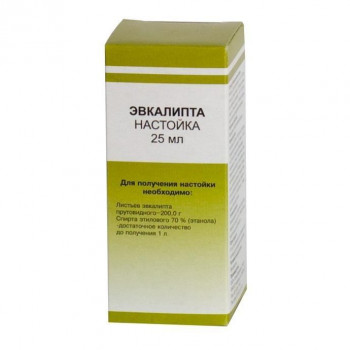 ЭВКАЛИПТА
НАСТОЙКА
25 мл
Для получения настойки
необходимо:
Листьев эвкалипта
прутовидного-200,0 г
Спирта этилового 70 % (этанола)
-достаточное количество
до получения 1 л